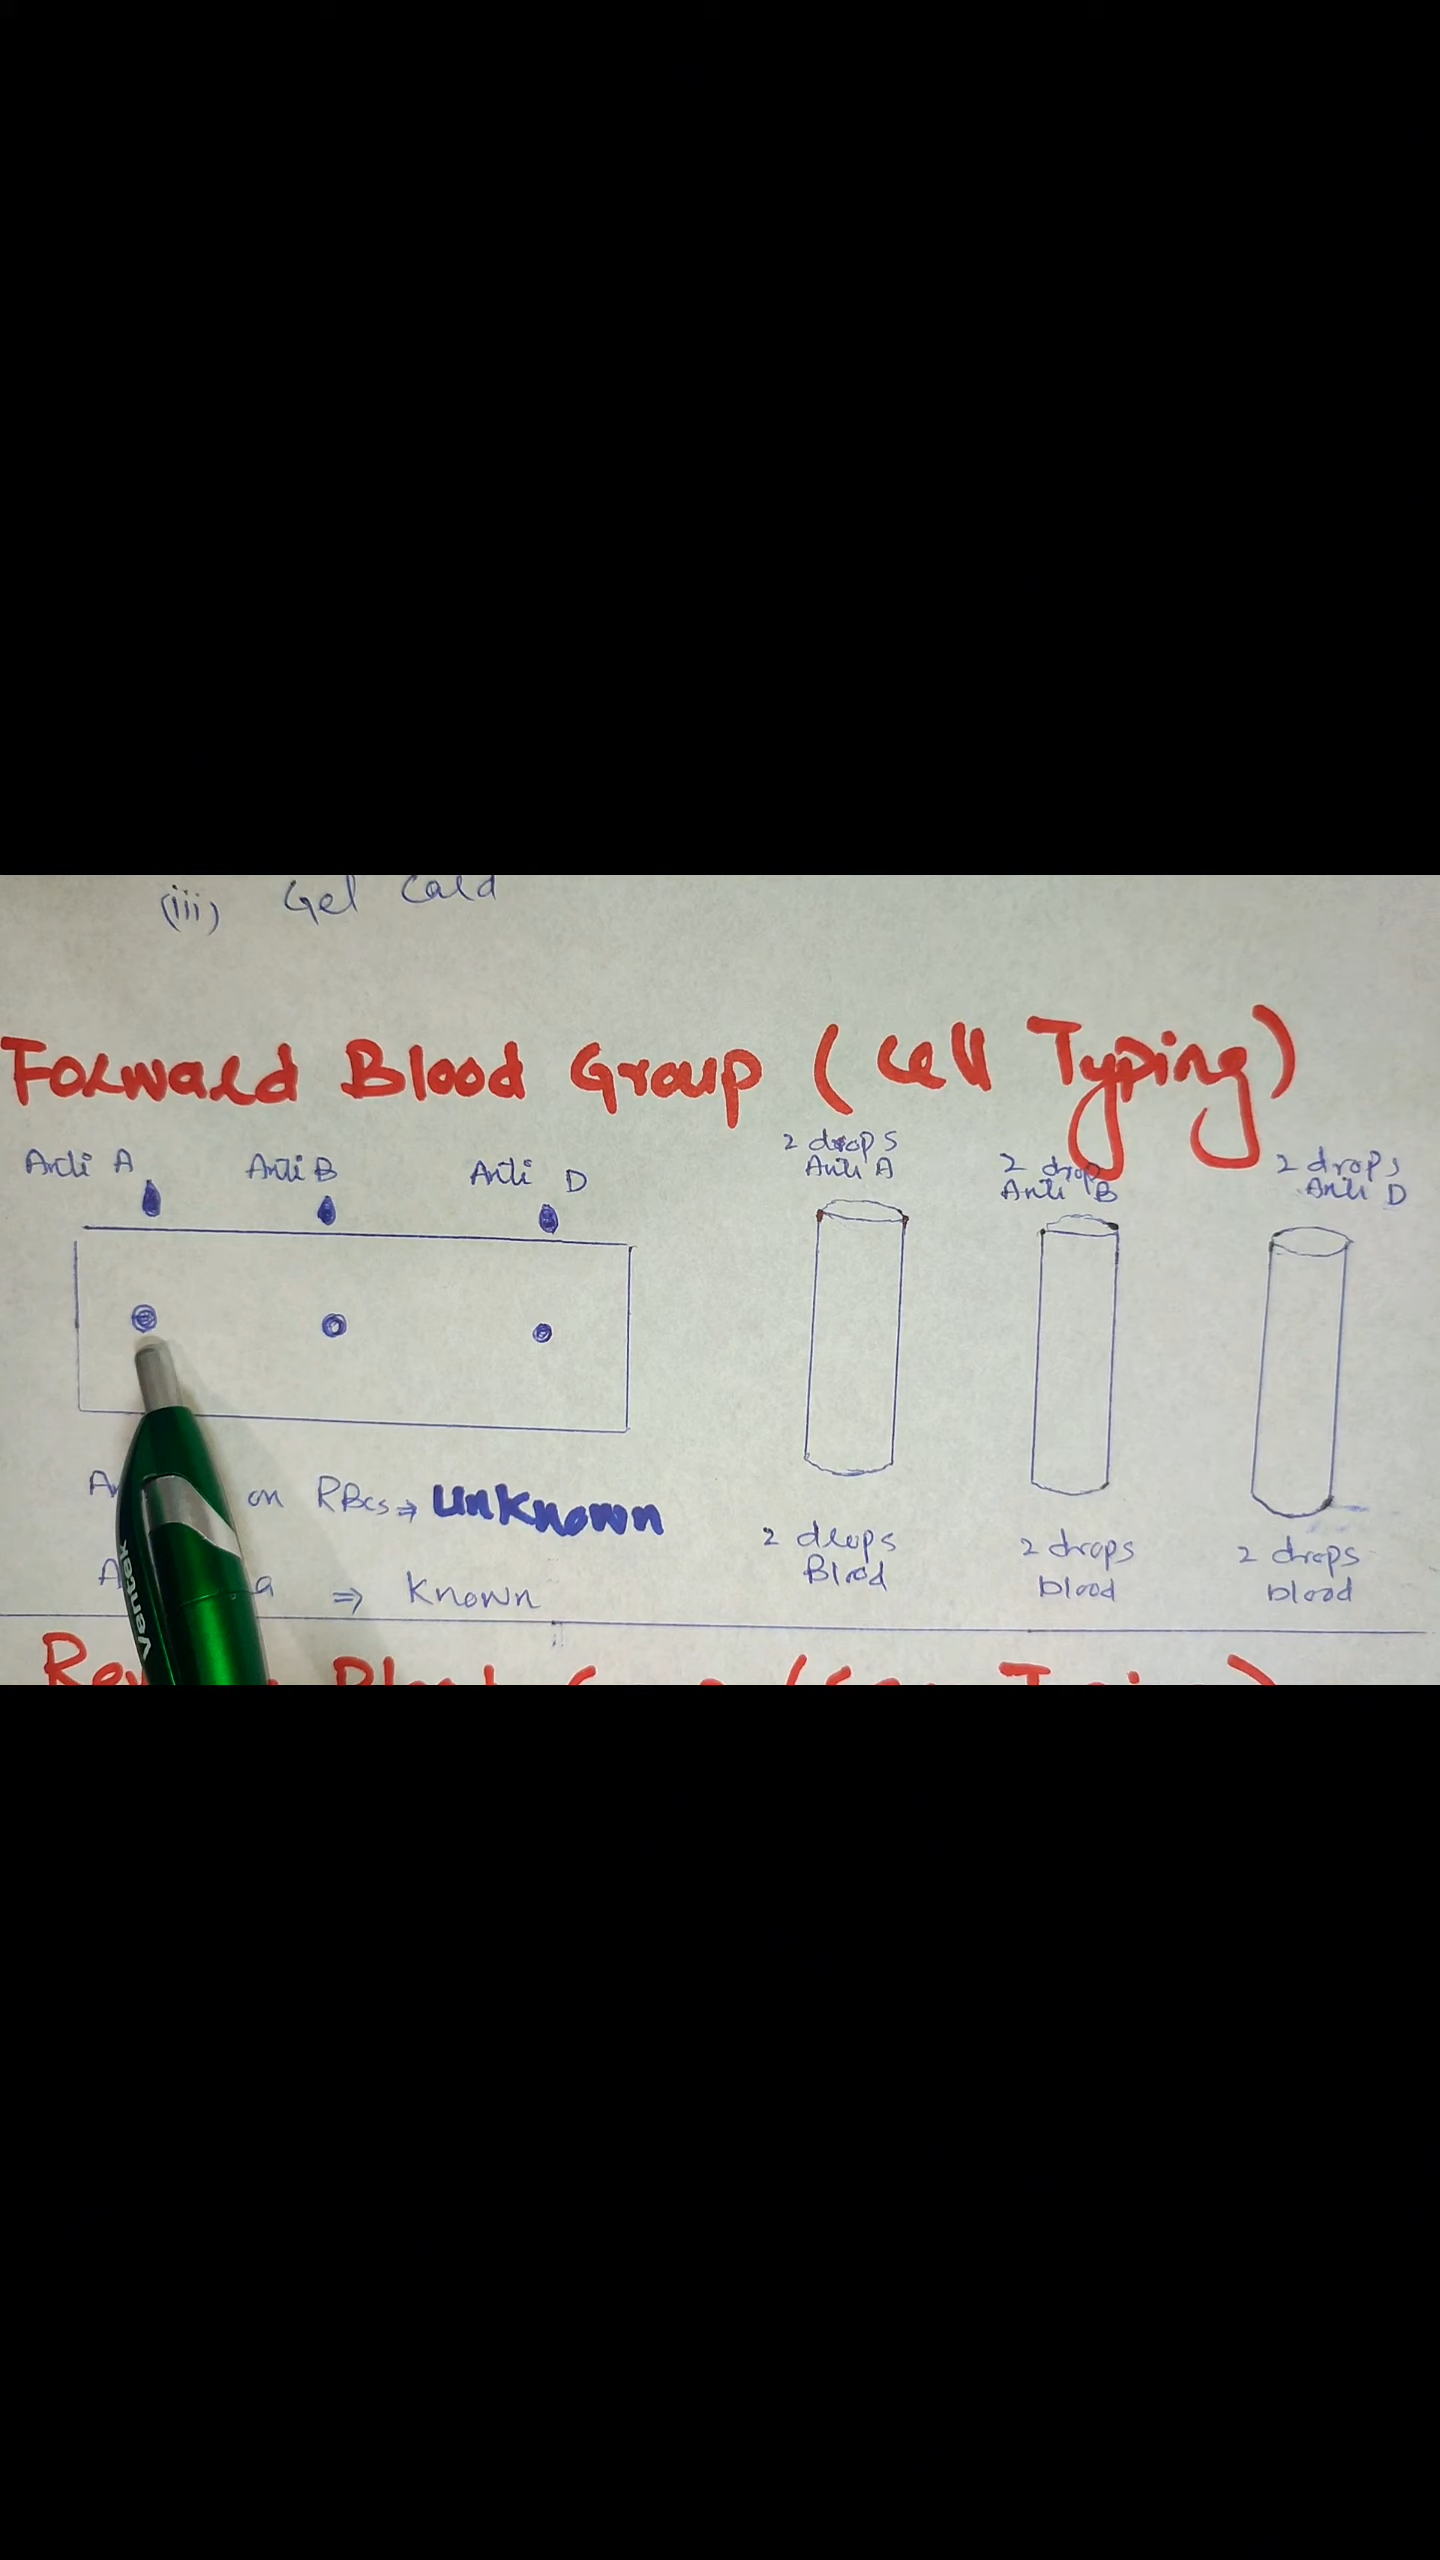 (iii) Gel Card
Forward Blood Group (Cell Typing)
Anti A Anti B Anti D
2 drops
Anti A
2 drop
Anti B
2 drops
Anti D
on RBCs ⇒ Unknown
⇒ Known
2 drops
Blood
2 drops
blood
2 drops
blood
Vantek